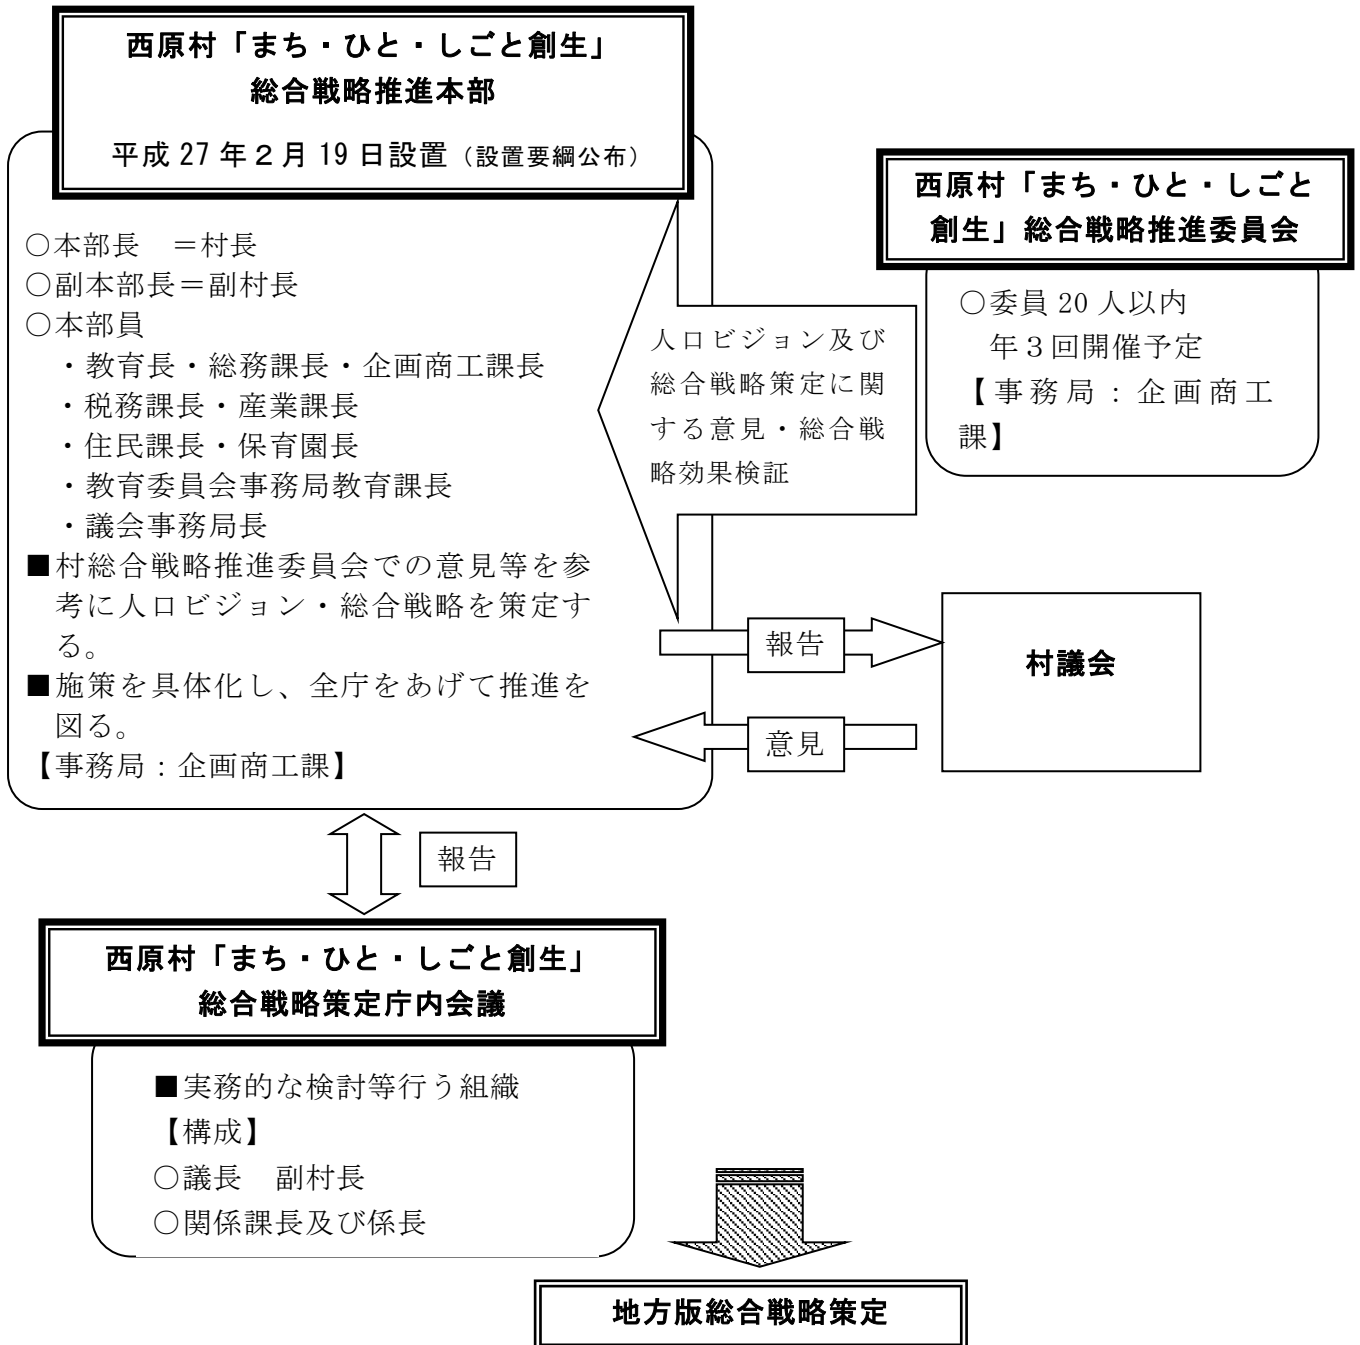 西原村「まち・ひと・しごと創生」
総合戦略推進本部
平成 27 年２月 19 日設置（設置要綱公布）
○本部長　＝村長
○副本部長＝副村長
○本部員
・教育長・総務課長・企画商工課長
・税務課長・産業課長
・住民課長・保育園長
・教育委員会事務局教育課長
・議会事務局長
■村総合戦略推進委員会での意見等を参
考に人口ビジョン・総合戦略を策定す
る。
■施策を具体化し、全庁をあげて推進を
図る。
【事務局：企画商工課】
人口ビジョン及び
総合戦略策定に関
する意見・総合戦
略効果検証
西原村「まち・ひと・しごと
創生」総合戦略推進委員会
○委員 20 人以内
年３回開催予定
【事務局：企画商工
課】
報告
意見
村議会
報告
西原村「まち・ひと・しごと創生」
総合戦略策定庁内会議
■実務的な検討等行う組織
【構成】
○議長　副村長
○関係課長及び係長
地方版総合戦略策定